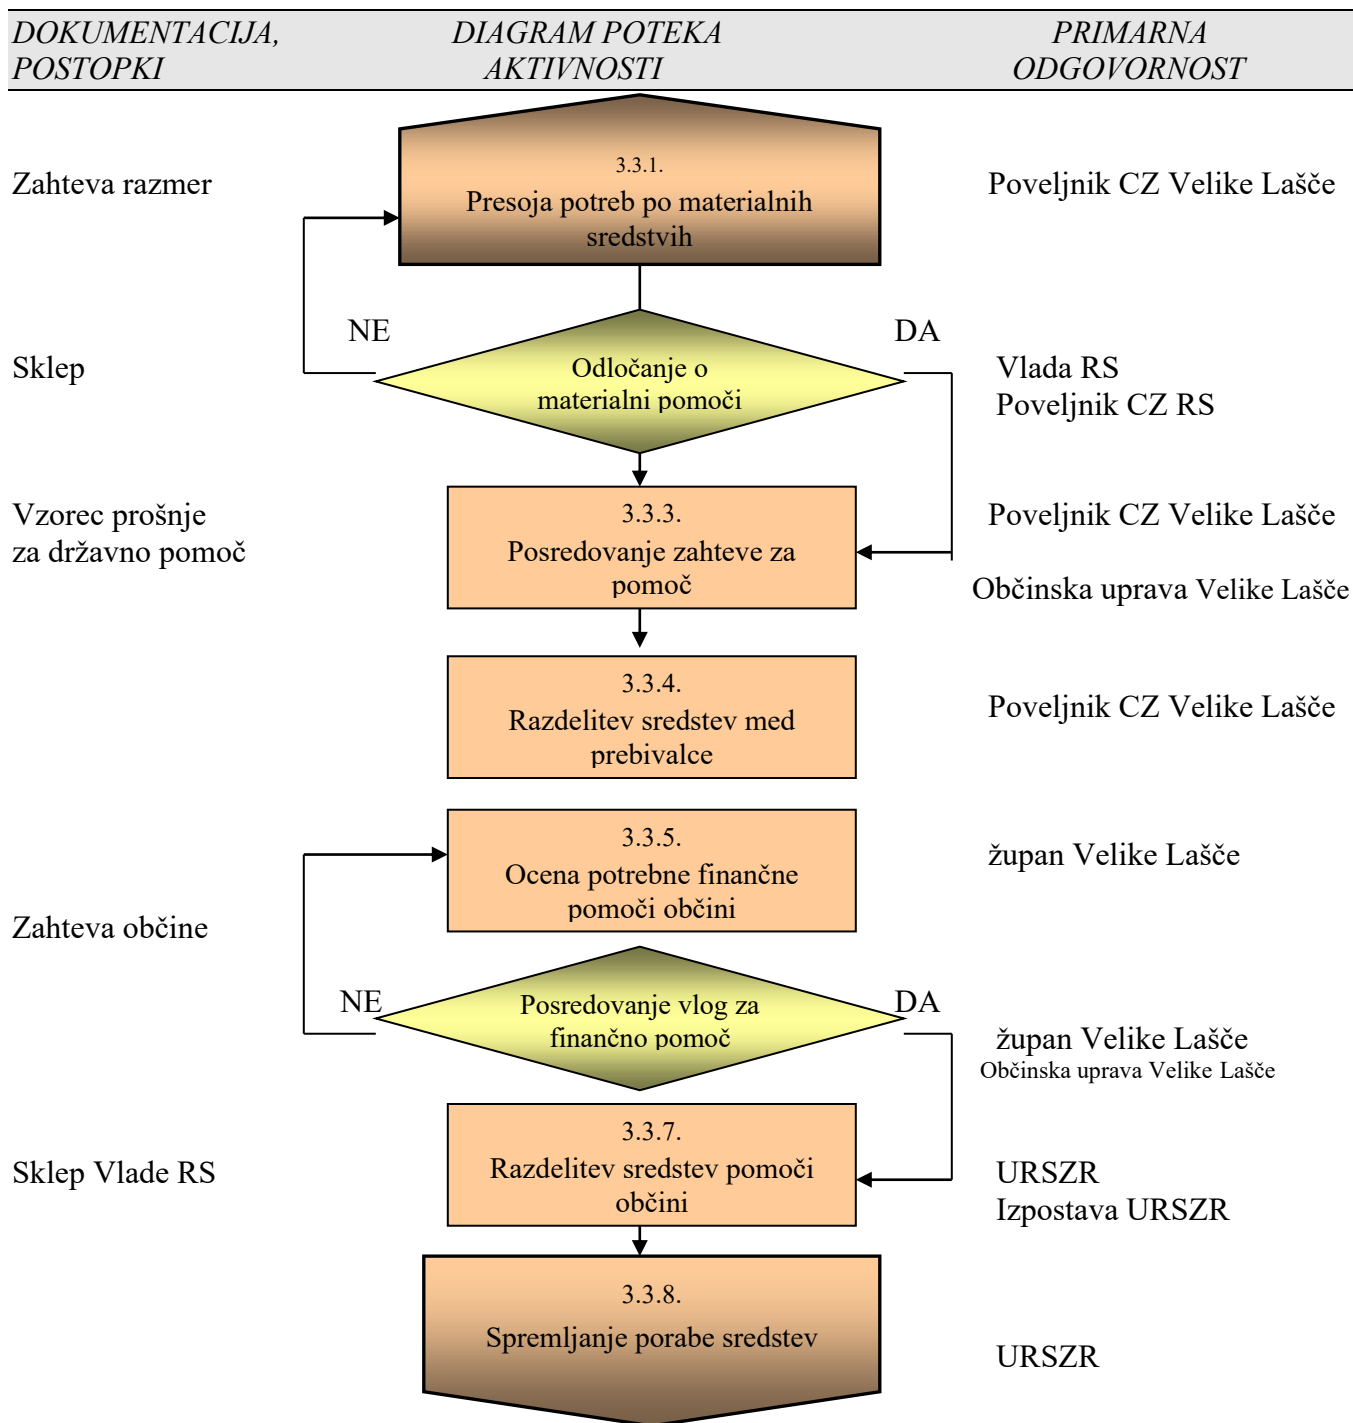 DOKUMENTACIJA, DIAGRAM POTEKA PRIMARNA
POSTOPKI AKTIVNOSTI ODGOVORNOST
3.3.1.
Zahteva razmer
Presoja potreb po materialnih
sredstvih
Poveljnik CZ Velike Lašče
NE
DA
Sklep
Odločanje o
materialni pomoči
Vlada RS
Poveljnik CZ RS
Vzorec prošnje
za državno pomoč
3.3.3.
Posredovanje zahteve za
pomoč
Poveljnik CZ Velike Lašče
Občinska uprava Velike Lašče
3.3.4.
Razdelitev sredstev med
prebivalce
Poveljnik CZ Velike Lašče
3.3.5.
Ocena potrebne finančne
pomoči občini
župan Velike Lašče
Zahteva občine
NE
DA
Posredovanje vlog za
finančno pomoč
župan Velike Lašče
Občinska uprava Velike Lašče
3.3.7.
Sklep Vlade RS
Razdelitev sredstev pomoči
občini
URSZR
Izpostava URSZR
3.3.8.
Spremljanje porabe sredstev
URSZR